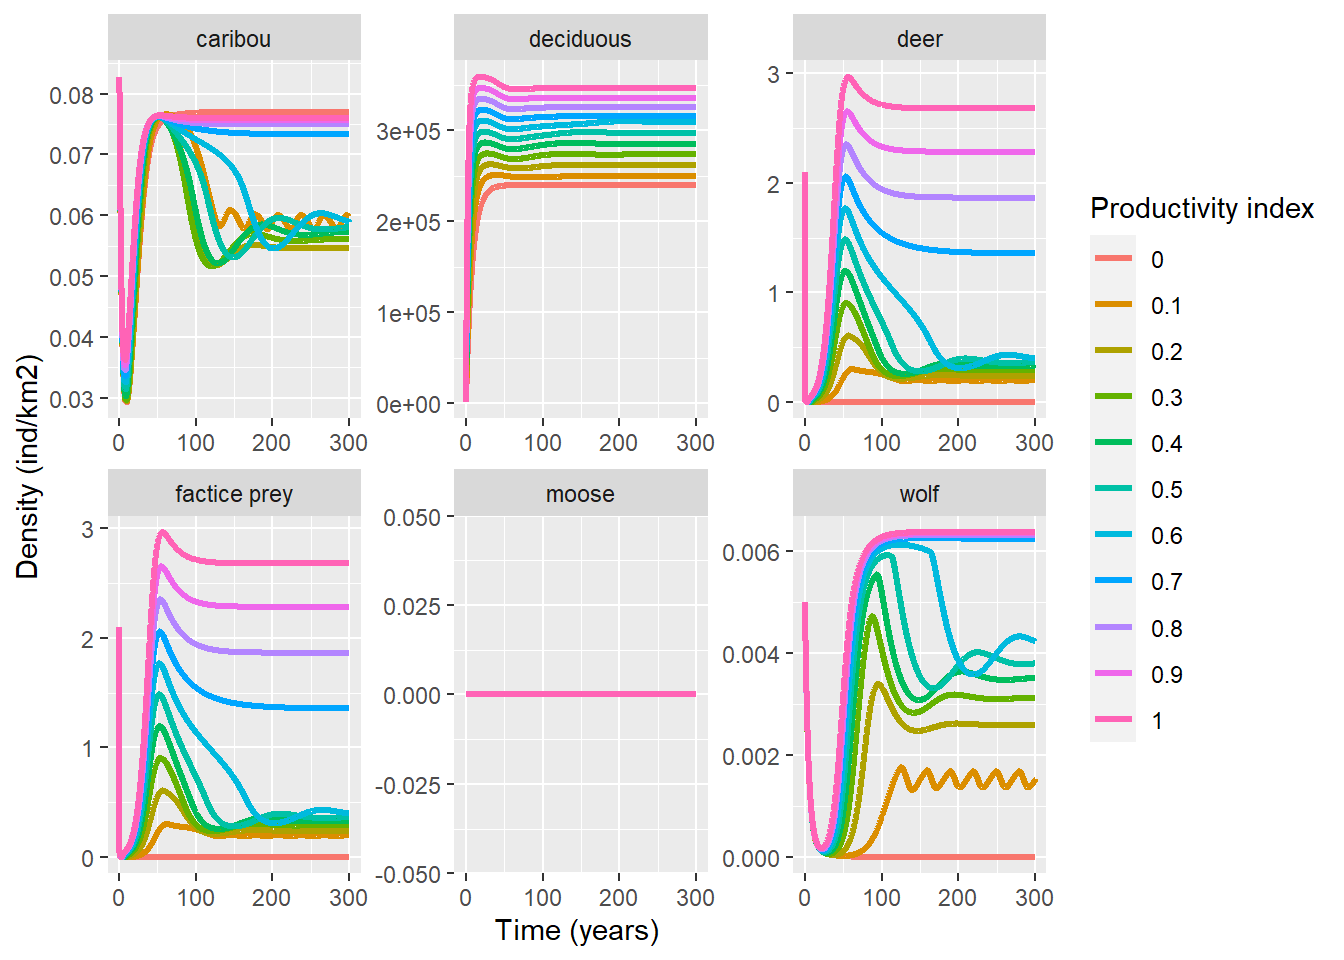 caribou
deciduous
deer
0.08
0.07
0.06
0.05
0.04
0.03
3e+05
2e+05
1e+05
0e+00
3
2
1
0
0 100 200 300
0 100 200 300
0 100 200 300
factice prey
moose
wolf
3
2
1
0
0.050
0.025
0.000
-0.025
-0.050
0.006
0.004
0.002
0.000
0 100 200 300
0 100 200 300
0 100 200 300
Time (years)
Density (ind/km2)
Productivity index
0
0.1
0.2
0.3
0.4
0.5
0.6
0.7
0.8
0.9
1